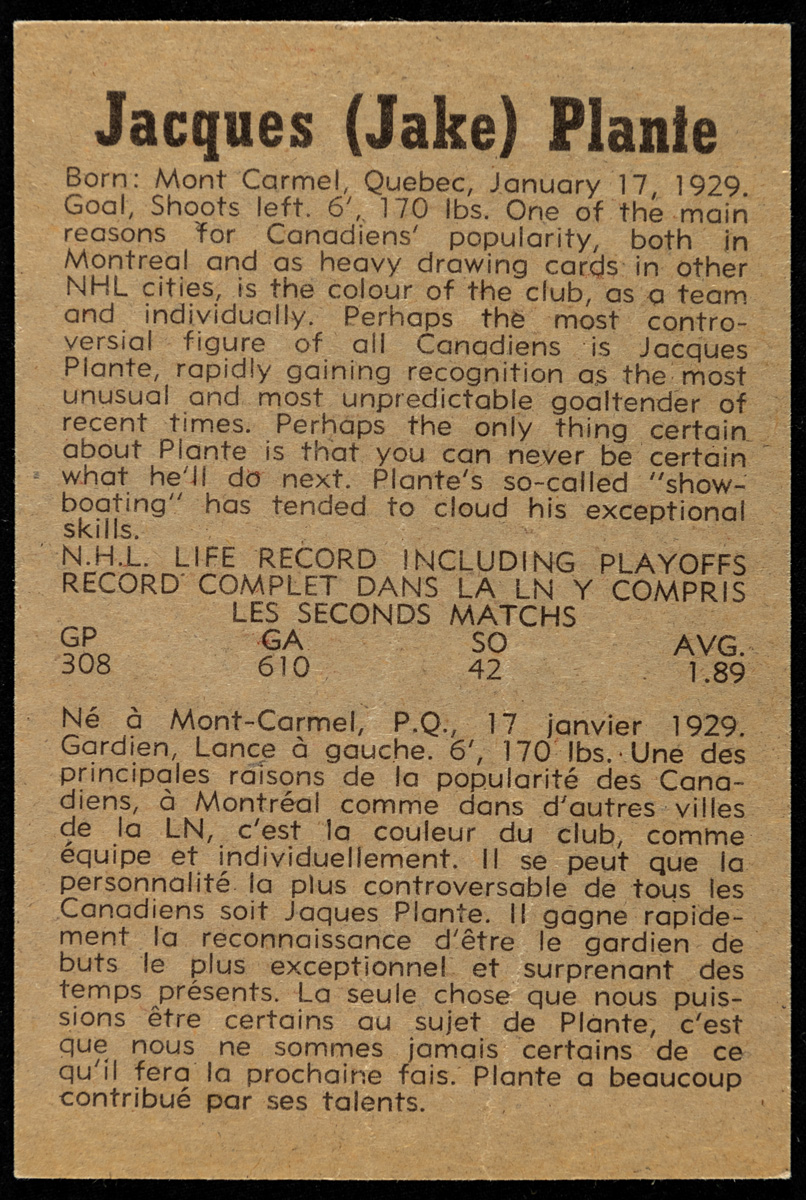 Jacques (Jake) Plante
Born: Mont Carmel, Quebec, January 17, 1929.
Goal, Shoots left. 6', 170 lbs. One of the main
reasons for Canadiens' popularity, both in
Montreal and as heavy drawing cards in other
NHL cities, is the colour of the club, as a team
and individually. Perhaps the most contro-
versial figure of all Canadiens is Jacques
Plante, rapidly gaining recognition as the most
unusual and most unpredictable goaltender of
recent times. Perhaps the only thing certain
about Plante is that you can never be certain
what he'll do next. Plante's so-called "show-
boating" has tended to cloud his exceptional
skills.
N.H.L. LIFE RECORD INCLUDING PLAYOFFS
RECORD COMPLET DANS LA LN Y COMPRIS
LES SECONDS MATCHS
GP GA SO AVG.
308 610 42 1.89
Né à Mont-Carmel, P.Q., 17 janvier 1929.
Gardien, Lance à gauche. 6', 170 lbs. Une des
principales raisons de la popularité des Cana-
diens, à Montréal comme dans d'autres villes
de la LN, c'est la couleur du club, comme
équipe et individuellement. Il se peut que la
personnalité la plus controversable de tous les
Canadiens soit Jaques Plante. Il gagne rapide-
ment la reconnaissance d'être le gardien de
buts le plus exceptionnel et surprenant des
temps présents. La seule chose que nous puis-
sions être certains au sujet de Plante, c'est
que nous ne sommes jamais certains de ce
qu'il fera la prochaine fais. Plante a beaucoup
contribué par ses talents.